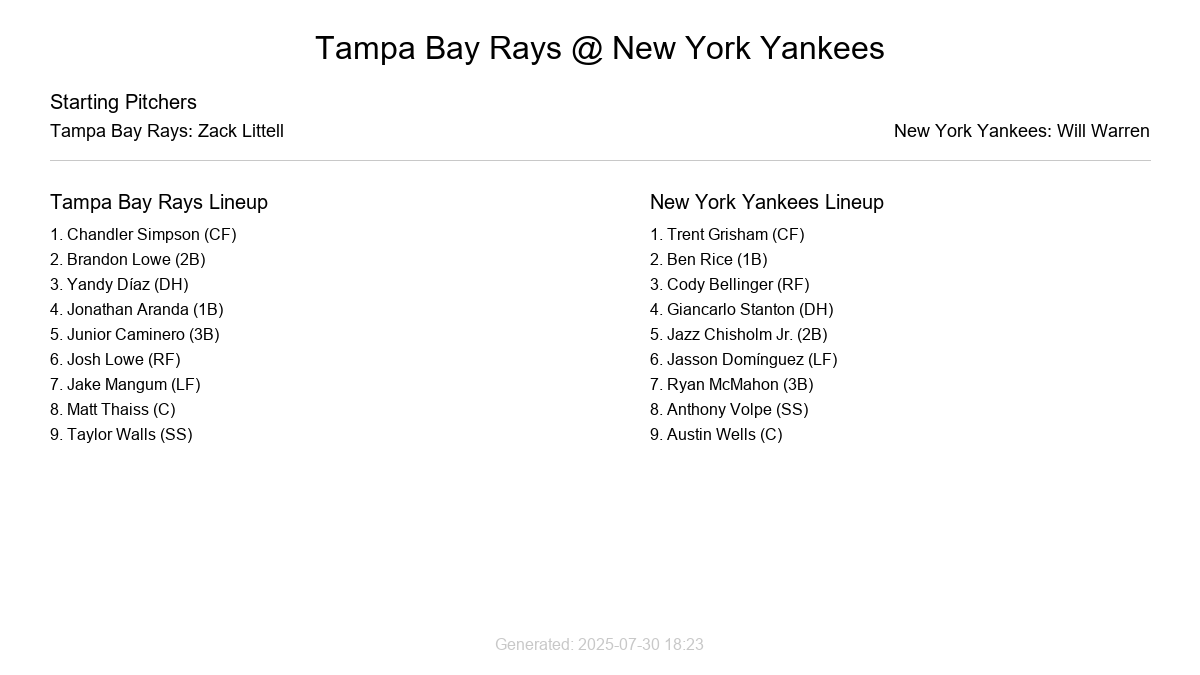 Tampa Bay Rays @ New York Yankees
Starting Pitchers
Tampa Bay Rays: Zack Littell
New York Yankees: Will Warren
Tampa Bay Rays Lineup
1. Chandler Simpson (CF)
2. Brandon Lowe (2B)
3. Yandy Díaz (DH)
4. Jonathan Aranda (1B)
5. Junior Caminero (3B)
6. Josh Lowe (RF)
7. Jake Mangum (LF)
8. Matt Thaiss (C)
9. Taylor Walls (SS)
New York Yankees Lineup
1. Trent Grisham (CF)
2. Ben Rice (1B)
3. Cody Bellinger (RF)
4. Giancarlo Stanton (DH)
5. Jazz Chisholm Jr. (2B)
6. Jasson Domínguez (LF)
7. Ryan McMahon (3B)
8. Anthony Volpe (SS)
9. Austin Wells (C)
Generated: 2025-07-30 18:23